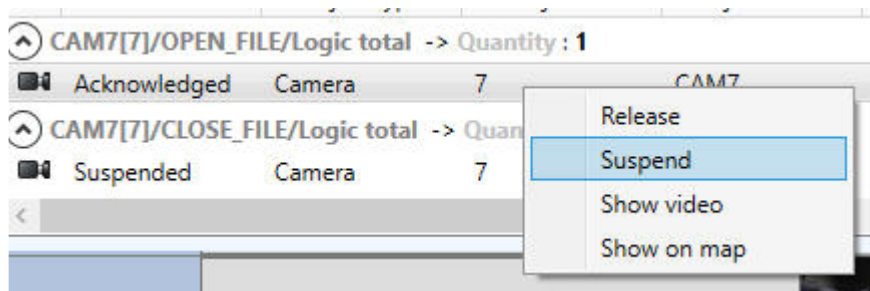 CAM7[7]/OPEN_FILE/Logic total -> Quantity : 1
Acknowledged Camera 7 CAM7
Release
CAM7[7]/CLOSE_FILE/Logic total -> Quan
Suspend
Suspended Camera 7
Show video
Show on map